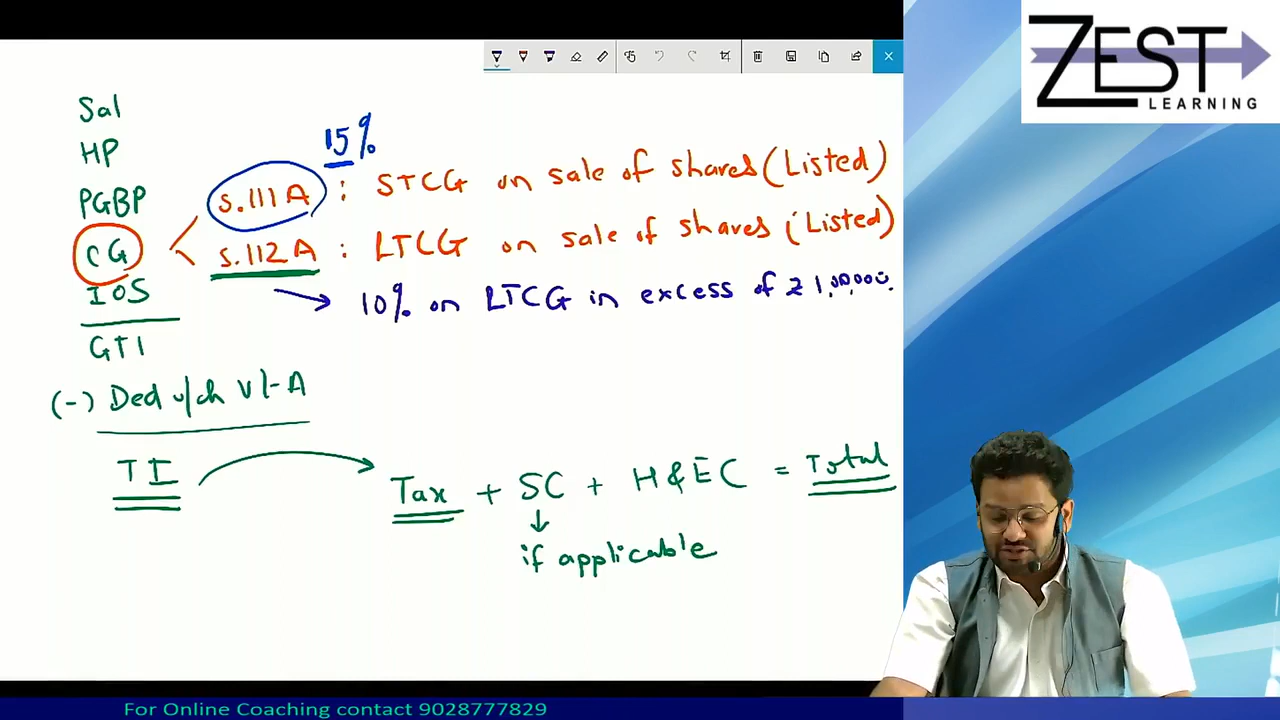 ZEST
LEARNING
Sal
HP
PGBP
CG
IOS
GTI
(-) Ded u/ch VI-A
TI
15%
s.111A : STCG on sale of shares (Listed)
s.112A : LTCG on sale of shares (Listed)
→ 10% on LTCG in excess of ₹ 1,00,000.
Tax + SC + H&EC = Total
↓
if applicable
For Online Coaching contact 9028777829